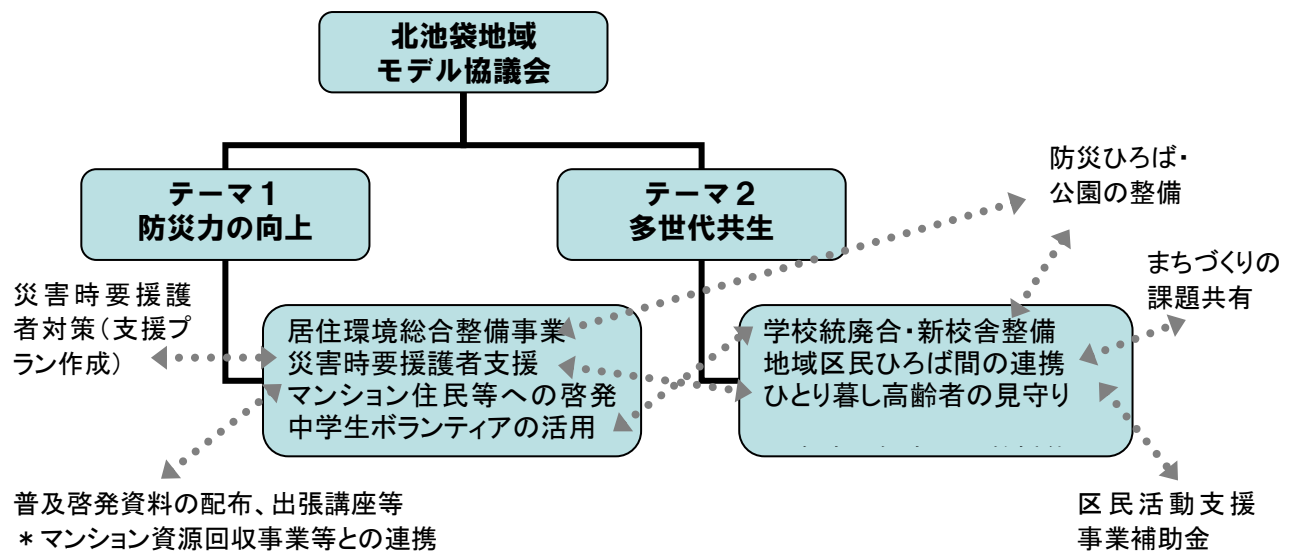 北池袋地域
モデル協議会
テーマ1
防災力の向上
テーマ2
多世代共生
防災ひろば・
公園の整備
まちづくりの
課題共有
災害時要援護
者対策(支援プ
ラン作成)
居住環境総合整備事業
災害時要援護者支援
マンション住民等への啓発
中学生ボランティアの活用
学校統廃合・新校舎整備
地域区民ひろば間の連携
ひとり暮し高齢者の見守り
普及啓発資料の配布、出張講座等
*マンション資源回収事業等との連携
区民活動支援
事業補助金